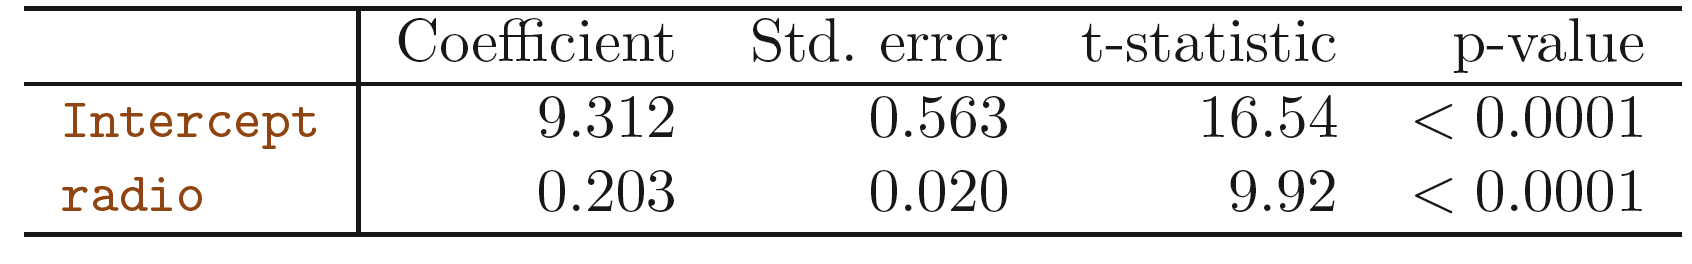 Coefficient Std. error t-statistic p-value
Intercept 9.312 0.563 16.54 < 0.0001
radio 0.203 0.020 9.92 < 0.0001